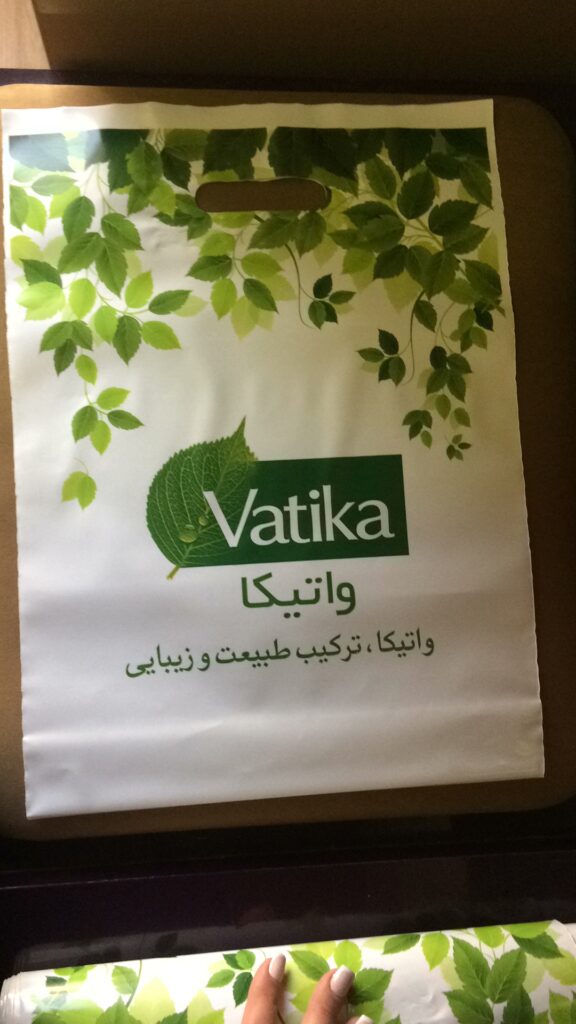 Vatika
واتیکا
واتیکا، ترکیب طبیعت و زیبایی